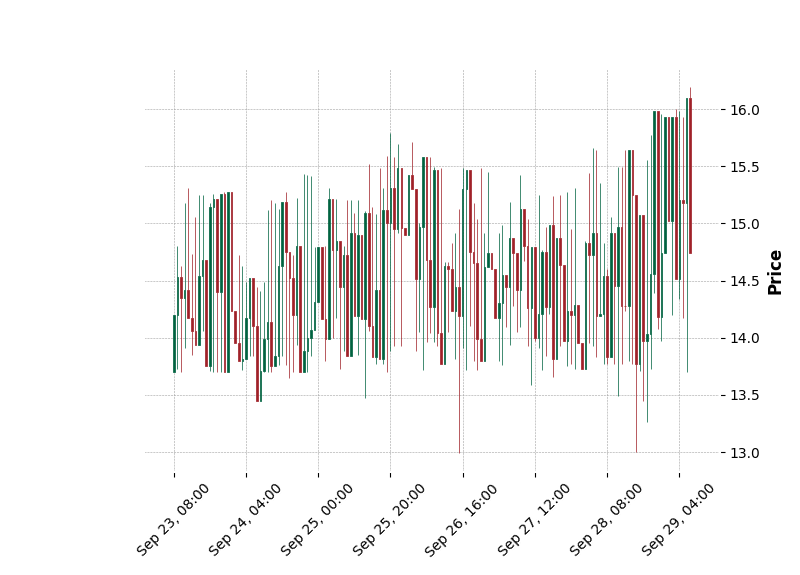 16.0
15.5
15.0
14.5
14.0
13.5
13.0
Price
Sep 23, 08:00
Sep 24, 04:00
Sep 25, 00:00
Sep 25, 20:00
Sep 26, 16:00
Sep 27, 12:00
Sep 28, 08:00
Sep 29, 04:00